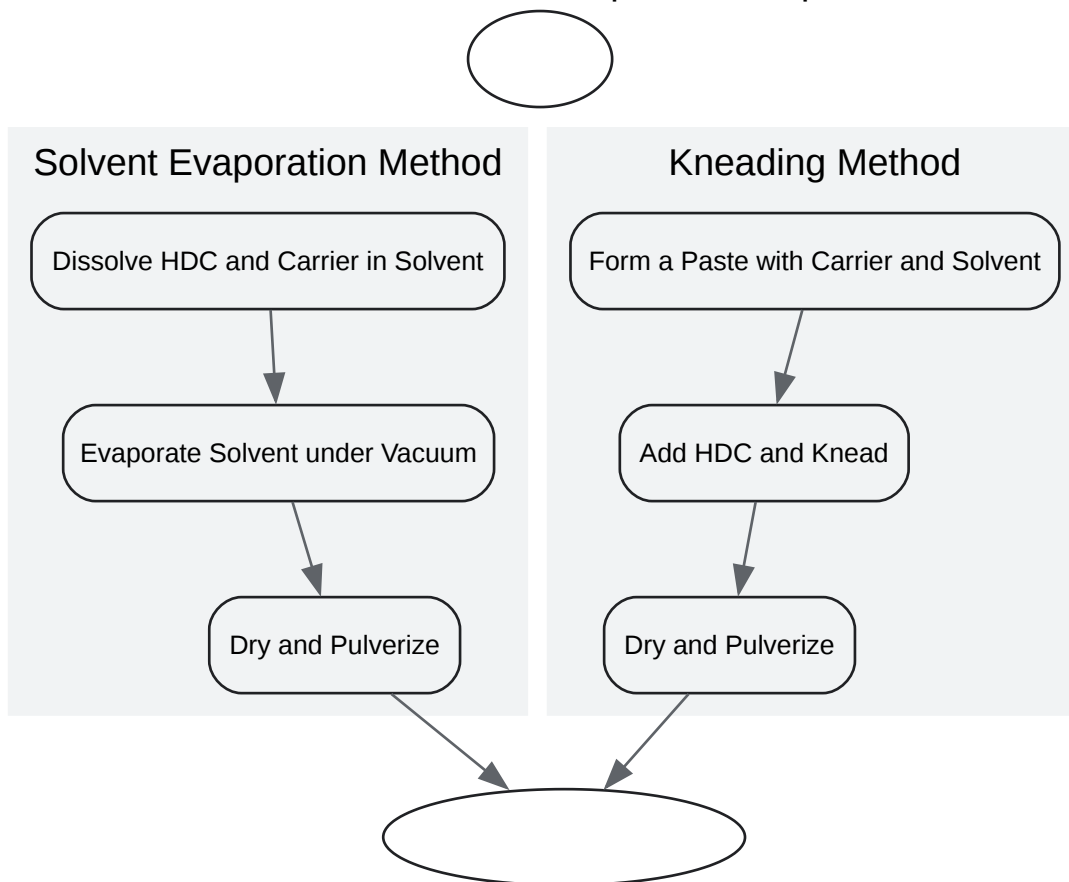 Solvent Evaporation Method
Dissolve HDC and Carrier in Solvent
Evaporate Solvent under Vacuum
Dry and Pulverize
Kneading Method
Form a Paste with Carrier and Solvent
Add HDC and Knead
Dry and Pulverize